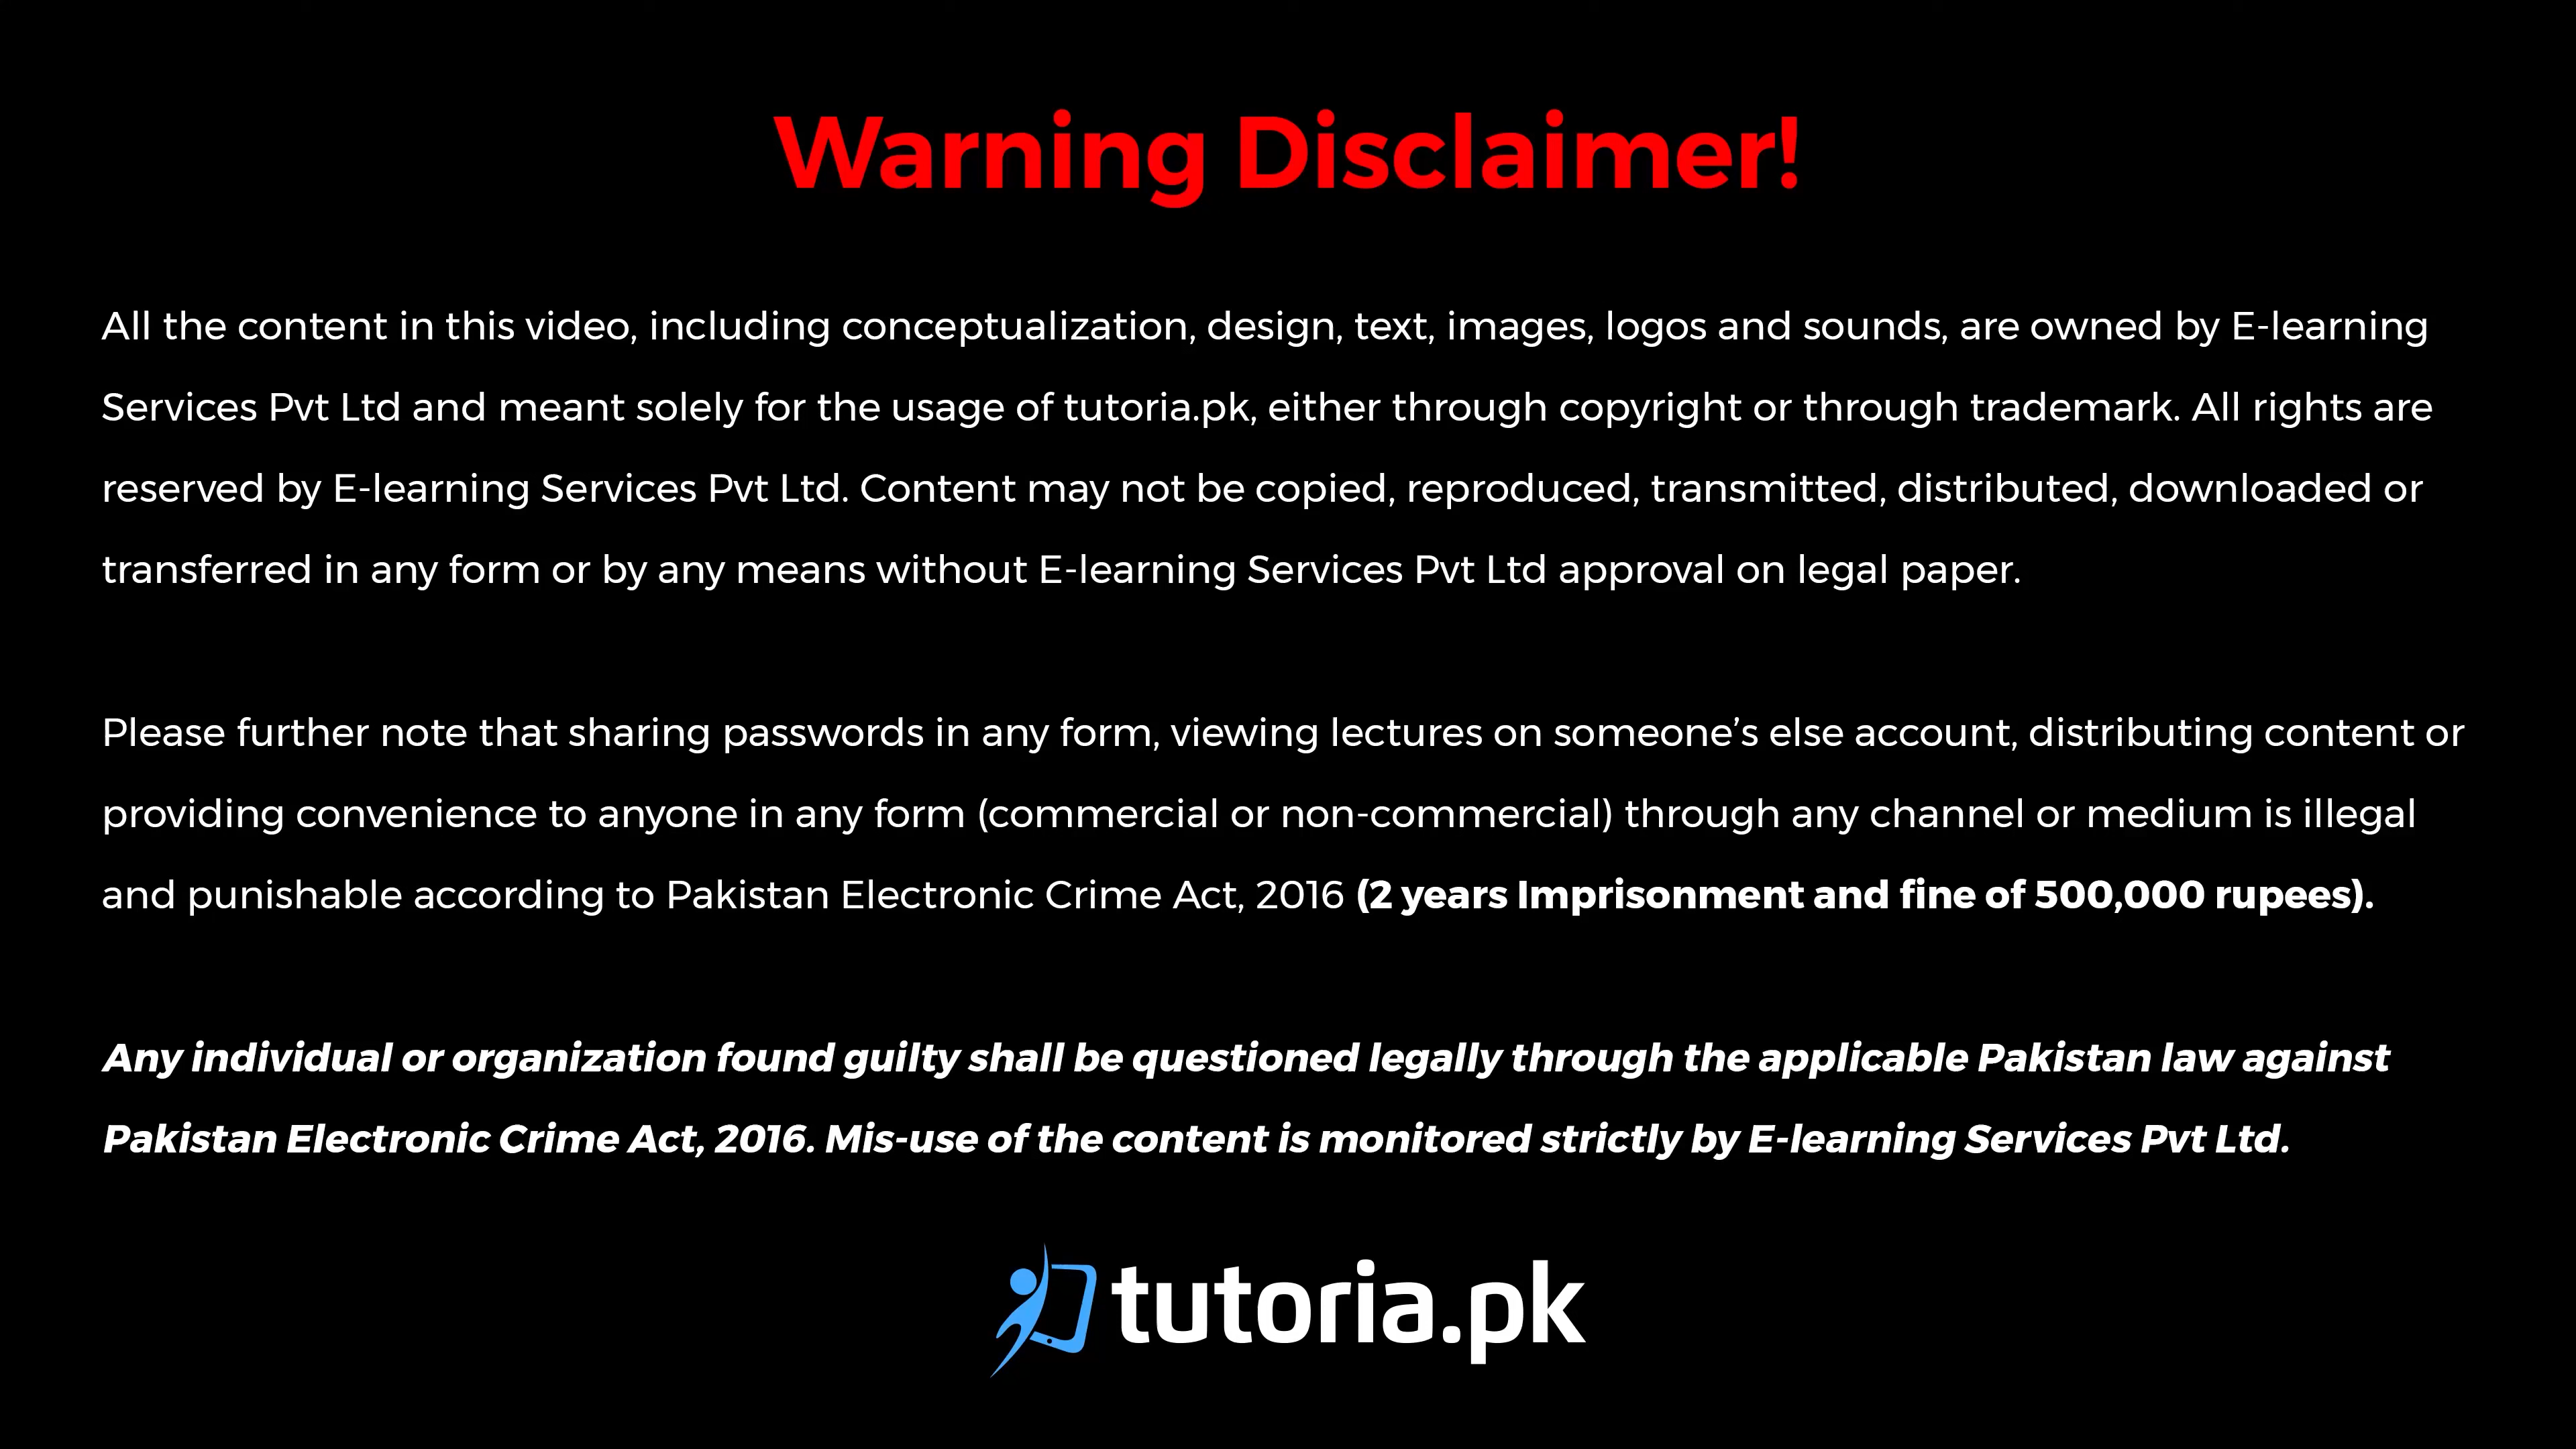 Warning Disclaimer!
All the content in this video, including conceptualization, design, text, images, logos and sounds, are owned by E-learning
Services Pvt Ltd and meant solely for the usage of tutoria.pk, either through copyright or through trademark. All rights are
reserved by E-learning Services Pvt Ltd. Content may not be copied, reproduced, transmitted, distributed, downloaded or
transferred in any form or by any means without E-learning Services Pvt Ltd approval on legal paper.
Please further note that sharing passwords in any form, viewing lectures on someone’s else account, distributing content or
providing convenience to anyone in any form (commercial or non-commercial) through any channel or medium is illegal
and punishable according to Pakistan Electronic Crime Act, 2016 (2 years Imprisonment and fine of 500,000 rupees).
Any individual or organization found guilty shall be questioned legally through the applicable Pakistan law against
Pakistan Electronic Crime Act, 2016. Mis-use of the content is monitored strictly by E-learning Services Pvt Ltd.
tutoria.pk